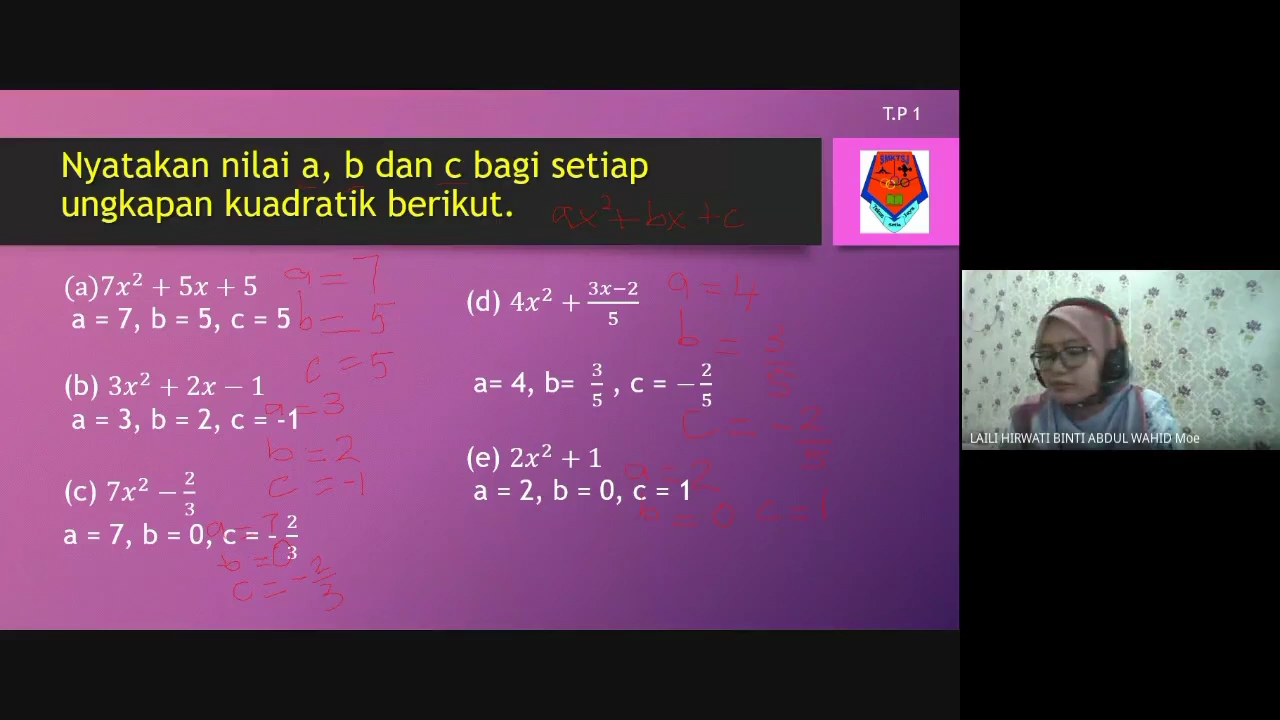 T.P 1
Nyatakan nilai a, b dan c bagi setiap
ungkapan kuadratik berikut.
ax² + bx + c
SMKTSJ
(a)7x² + 5x + 5
a = 7, b = 5, c = 5
a = 7
b = 5
c = 5
(b) 3x² + 2x − 1
a = 3, b = 2, c = -1
a = 3
b = 2
c = -1
(c) 7x² − 2/3
a = 7, b = 0, c = - 2/3
a = 7
b = 0
c = - 2/3
(d) 4x² + (3x−2)/5
a = 4
b = 3/5
a= 4, b= 3/5 , c = − 2/5
c = - 2/5
(e) 2x² + 1
a = 2, b = 0, c = 1
a = 2
b = 0 c = 1
LAILI HIRWATI BINTI ABDUL WAHID Moe